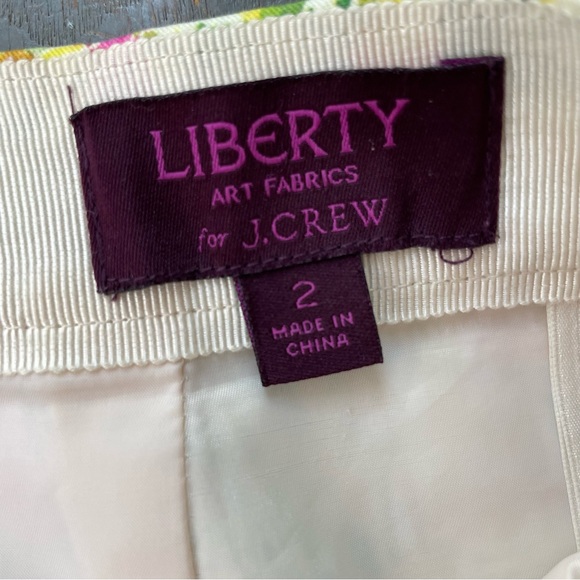 LIBERTY
ART FABRICS
for J.CREW
2
MADE IN
CHINA